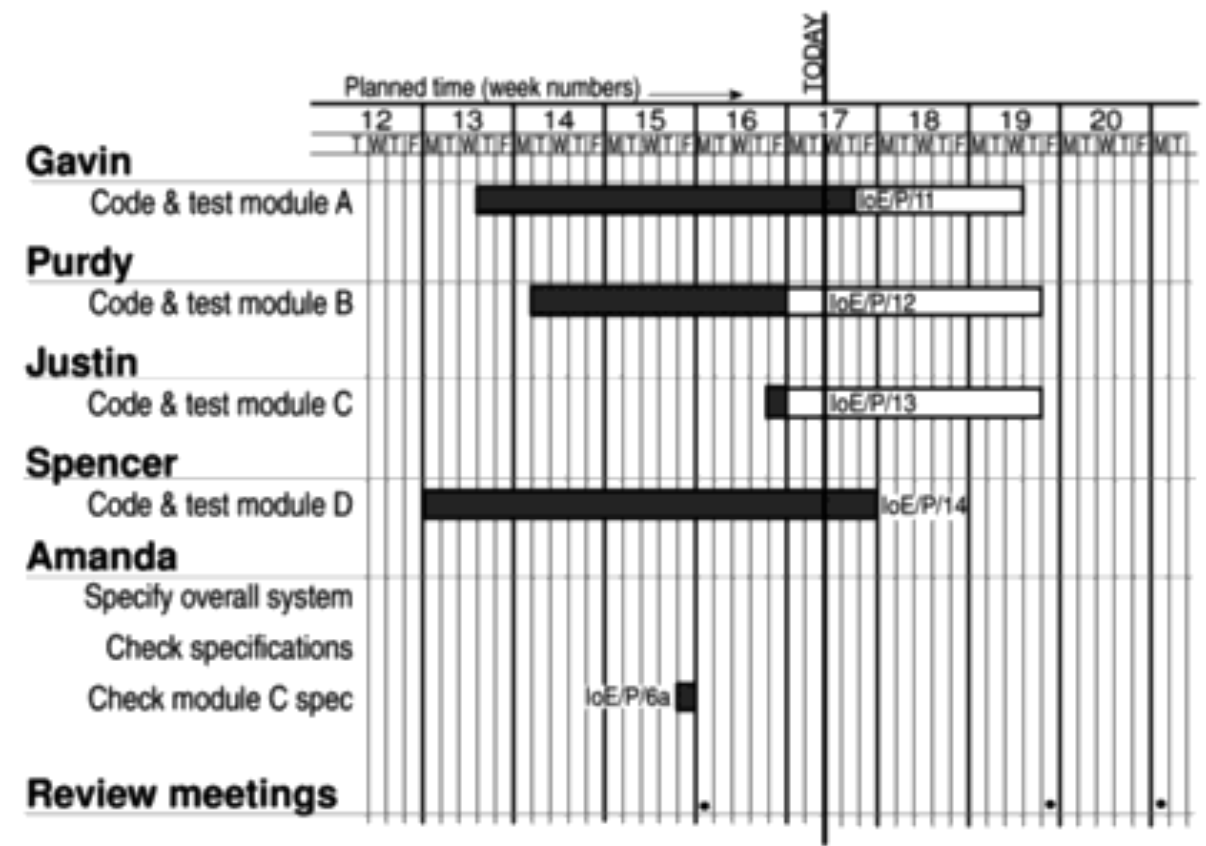 TODAY
Planned time (week numbers)
12 13 14 15 16 17 18 19 20
T W T F M T W T F M T W T F M T W T F M T W T F M T W T F M T W T F M T W T F M T W T F M T
Gavin
Code & test module A IoE/P/11
Purdy
Code & test module B IoE/P/12
Justin
Code & test module C IoE/P/13
Spencer
Code & test module D IoE/P/14
Amanda
Specify overall system
Check specifications
Check module C spec IoE/P/6a
Review meetings